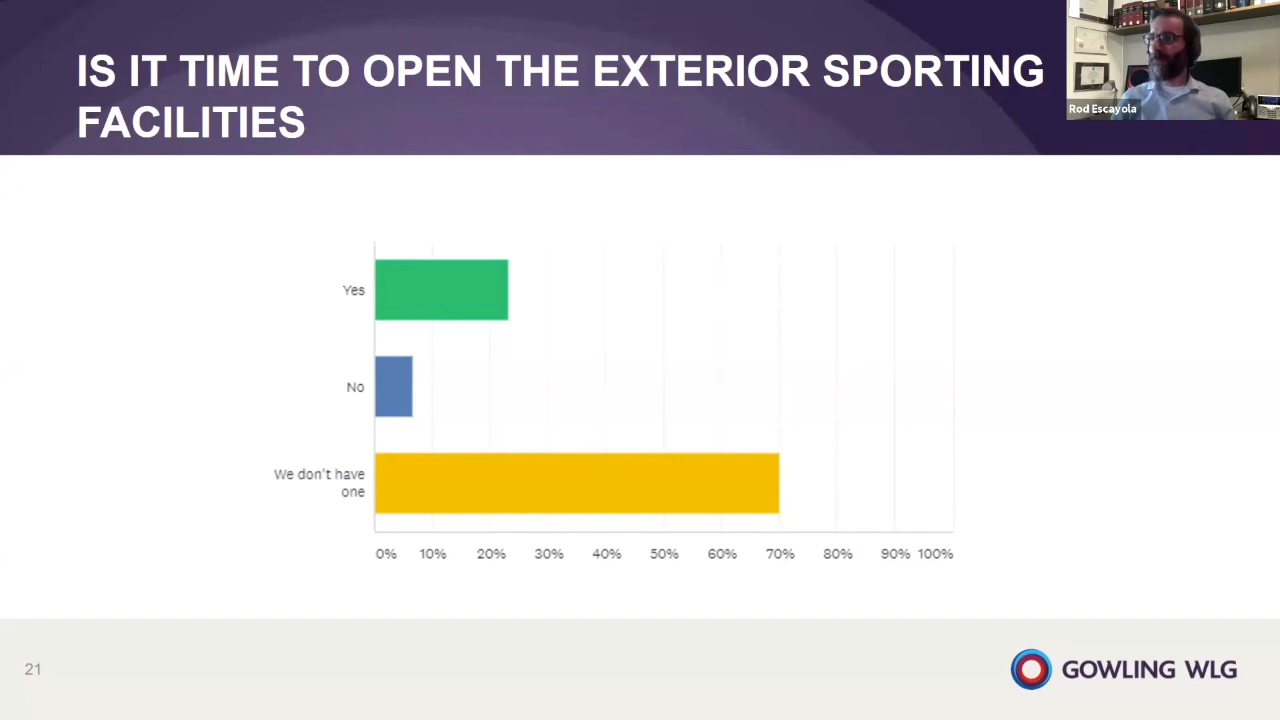 IS IT TIME TO OPEN THE EXTERIOR SPORTING
FACILITIES
Rod Escayola
Yes
No
We don't have
one
0% 10% 20% 30% 40% 50% 60% 70% 80% 90% 100%
21
GOWLING WLG